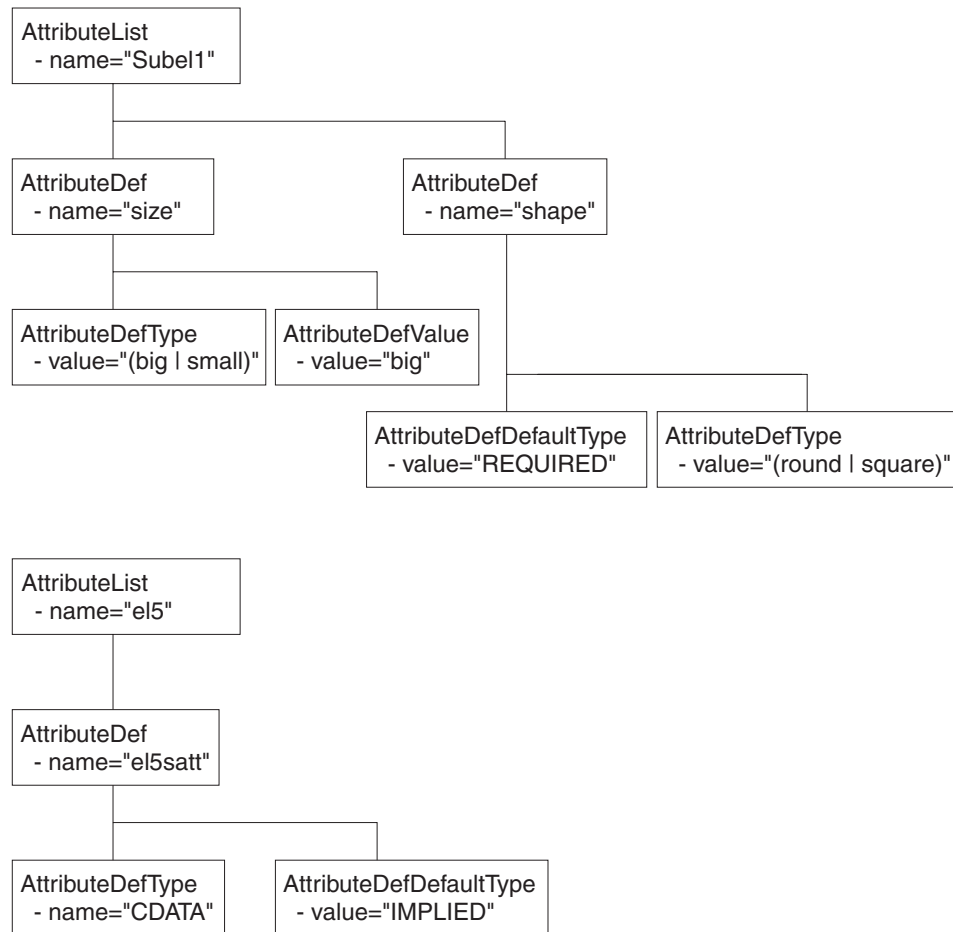 AttributeList
- name="Subel1"
AttributeDef
- name="size"
AttributeDef
- name="shape"
AttributeDefType
- value="(big | small)"
AttributeDefValue
- value="big"
AttributeDefDefaultType
- value="REQUIRED"
AttributeDefType
- value="(round | square)"
AttributeList
- name="el5"
AttributeDef
- name="el5satt"
AttributeDefType
- name="CDATA"
AttributeDefDefaultType
- value="IMPLIED"